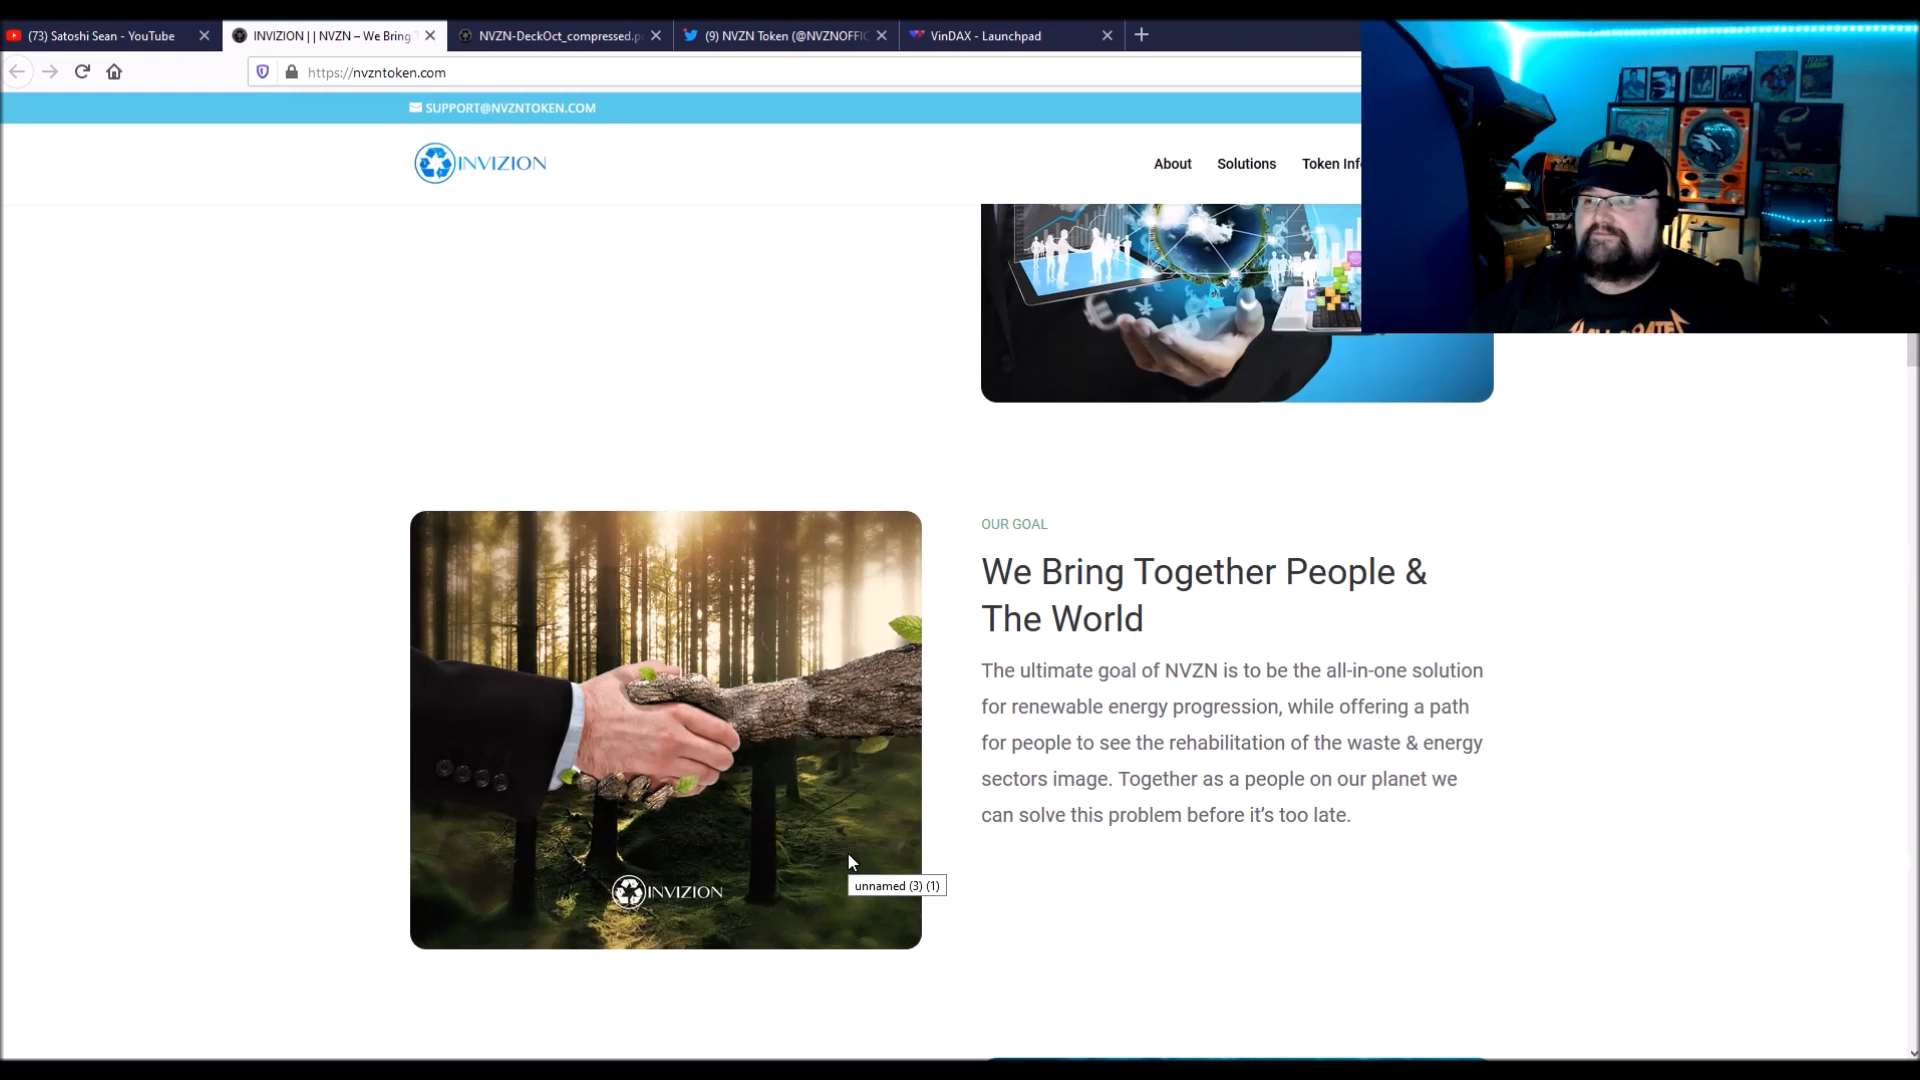 (73) Satoshi Sean - YouTube
INVIZION | | NVZN – We Bring
NVZN-DeckOct_compressed.p
(9) NVZN Token (@NVZNOFFIC
VinDAX - Launchpad
https://nvzntoken.com
SUPPORT@NVZNTOKEN.COM
INVIZION
About
Solutions
Token Info
OUR GOAL
We Bring Together People &
The World
The ultimate goal of NVZN is to be the all-in-one solution
for renewable energy progression, while offering a path
for people to see the rehabilitation of the waste & energy
sectors image. Together as a people on our planet we
can solve this problem before it’s too late.
INVIZION
unnamed (3) (1)